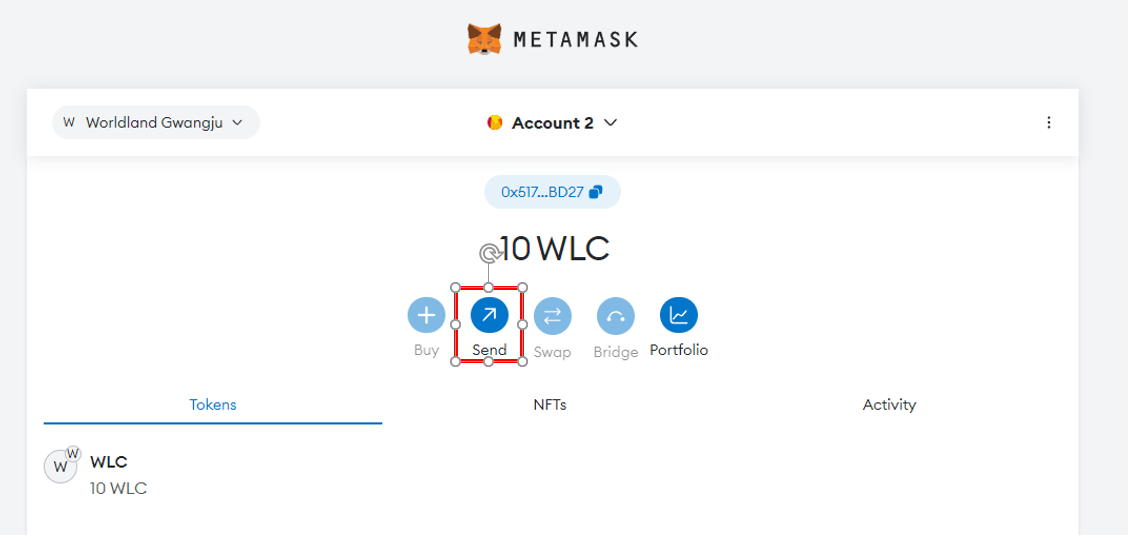 METAMASK
W Worldland Gwangju
Account 2
0x517...BD27
10 WLC
Buy Send Swap Bridge Portfolio
Tokens NFTs Activity
W
W WLC
10 WLC